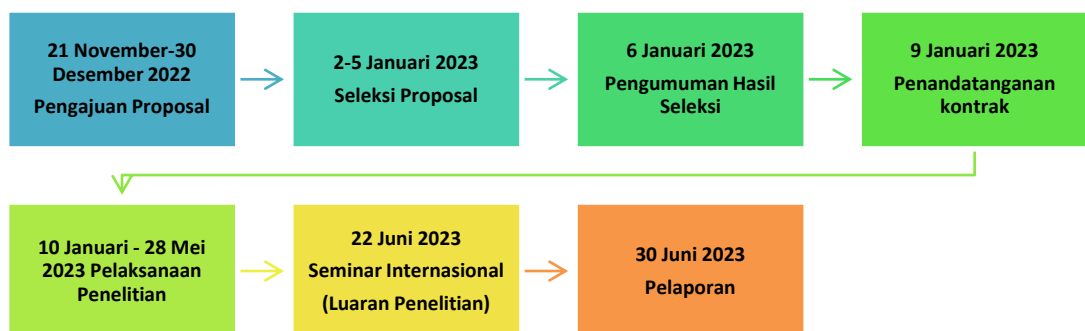 21 November-30
Desember 2022
Pengajuan Proposal
2-5 Januari 2023
Seleksi Proposal
6 Januari 2023
Pengumuman Hasil
Seleksi
9 Januari 2023
Penandatanganan
kontrak
10 Januari - 28 Mei
2023 Pelaksanaan
Penelitian
22 Juni 2023
Seminar Internasional
(Luaran Penelitian)
30 Juni 2023
Pelaporan